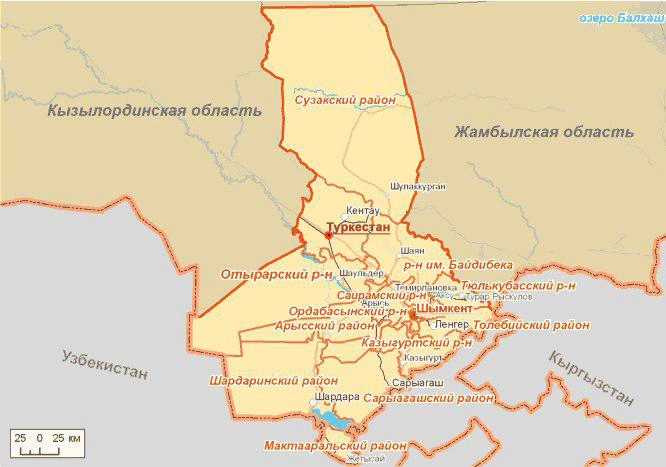 озеро Балхаш
Сузакский район
Кызылординская область
Жамбылская область
Шулаккурган
Кентау
Туркестан
Шаян
р-н им. Байдибека
Отырарский р-н
Шаульдер
Темирлановка
Тюлькубасский р-н
Сайрамский р-н
Аксу
Турар Рыскулов
Арысь
Ордабасынский р-н
Шымкент
Арысский район
Ленгер
Толебийский район
Казыгуртский р-н
Узбекистан
Казыгурт
Кыргызстан
Шардаринский район
Сарыагаш
Шардара
Сарыагашский район
Мактааральский район
Жетысай
25 0 25 км